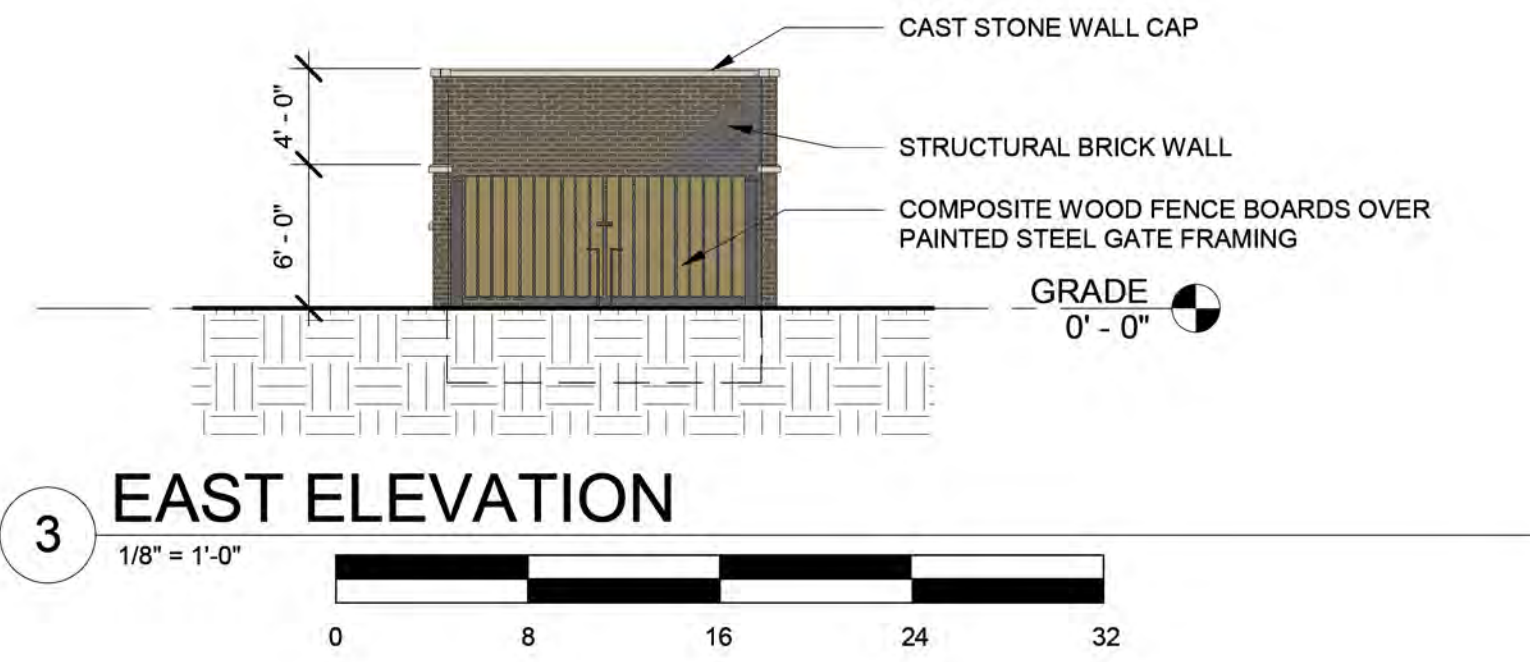 CAST STONE WALL CAP
4' - 0"
STRUCTURAL BRICK WALL
6' - 0"
COMPOSITE WOOD FENCE BOARDS OVER
PAINTED STEEL GATE FRAMING
GRADE
0' - 0"
3
EAST ELEVATION
1/8" = 1'-0"
0 8 16 24 32